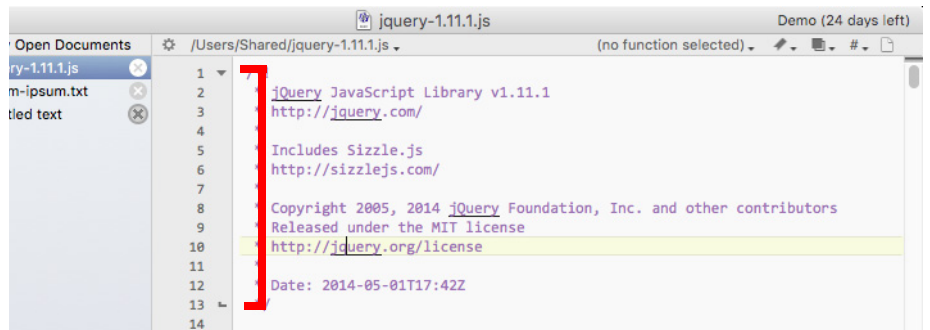 jquery-1.11.1.js
Demo (24 days left)
Open Documents
/Users/Shared/jquery-1.11.1.js
(no function selected)
#
ry-1.11.1.js
m-ipsum.txt
tled text
1
2 * jQuery JavaScript Library v1.11.1
3 * http://jquery.com/
4 *
5 * Includes Sizzle.js
6 * http://sizzlejs.com/
7 *
8 * Copyright 2005, 2014 jQuery Foundation, Inc. and other contributors
9 * Released under the MIT license
10 * http://jquery.org/license
11 *
12 * Date: 2014-05-01T17:42Z
13 */
14